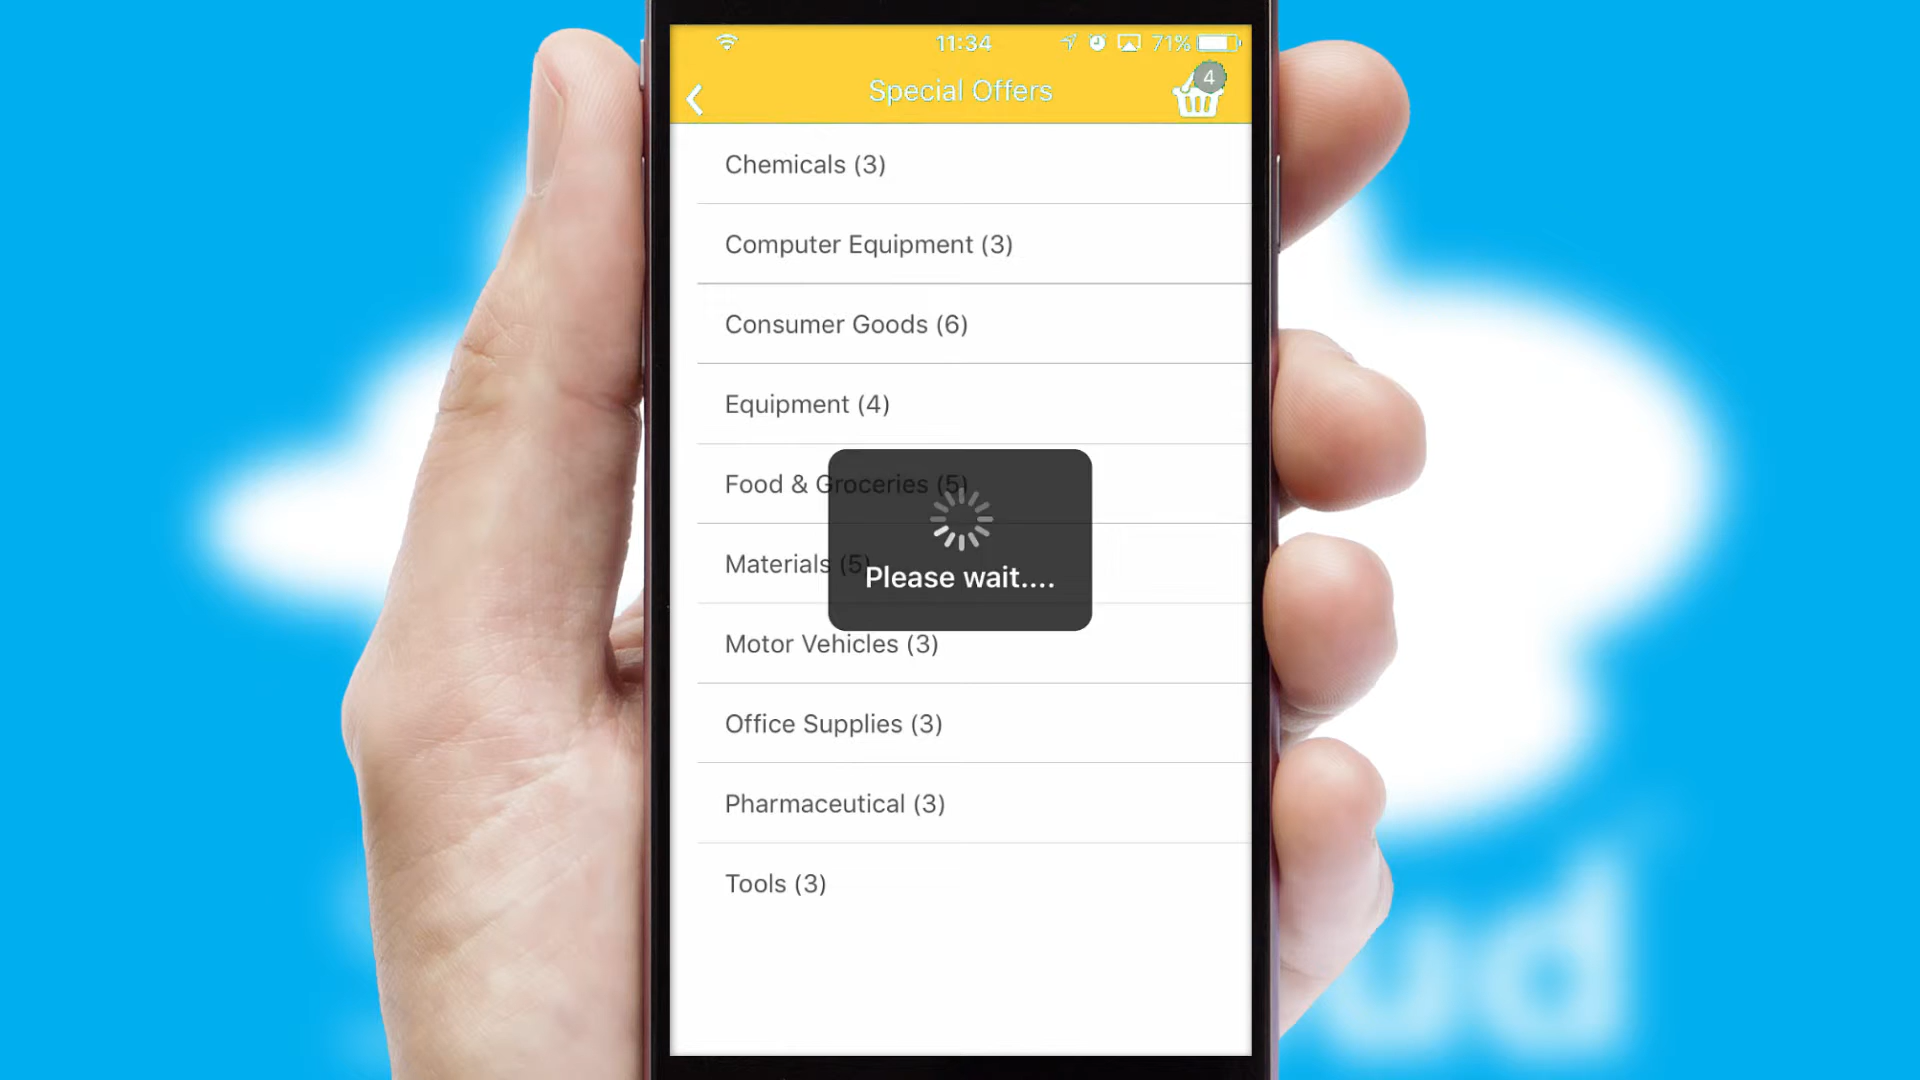 11:34
71%
Special Offers
4
Chemicals (3)
Computer Equipment (3)
Consumer Goods (6)
Equipment (4)
Food & Groceries (5)
Materials (5)
Please wait....
Motor Vehicles (3)
Office Supplies (3)
Pharmaceutical (3)
Tools (3)
ud